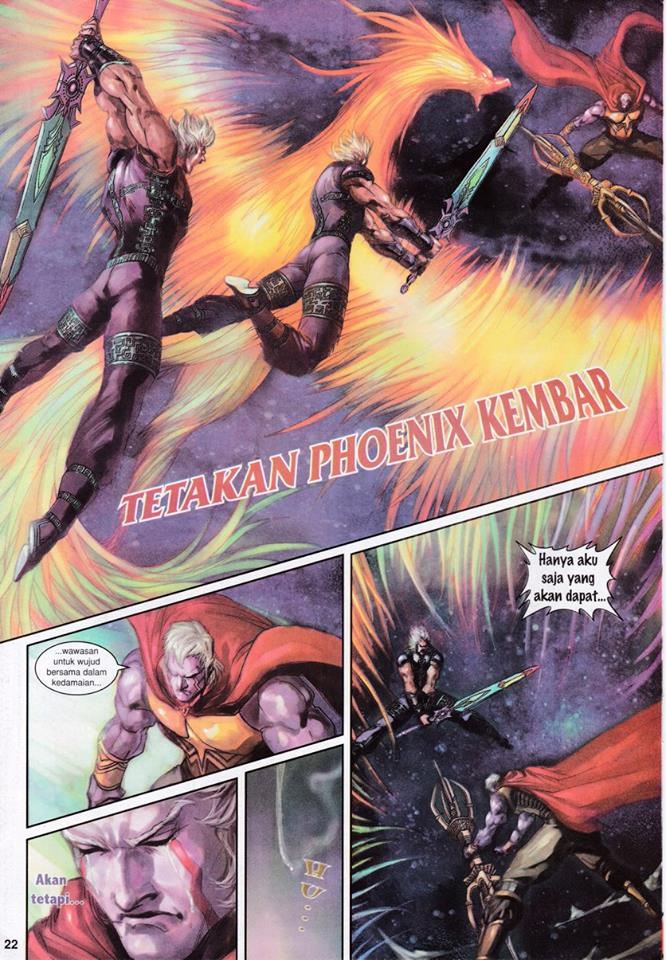 TETAKAN PHOENIX KEMBAR
...wawasan
untuk wujud
bersama dalam
kedamaian...
Akan
tetapi...
HU....
Hanya aku
saja yang
akan dapat...
22